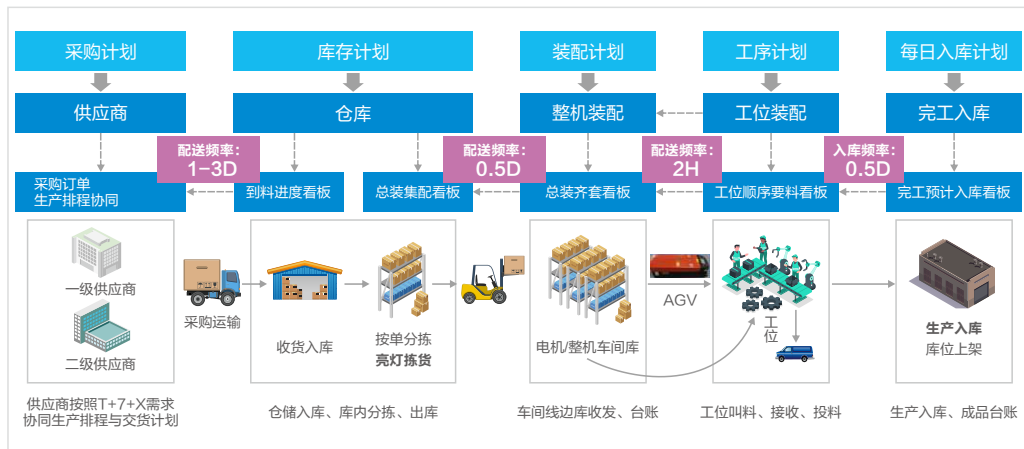 采购计划
库存计划
装配计划
工序计划
每日入库计划
供应商
仓库
整机装配
工位装配
完工入库
配送频率:
1-3D
配送频率:
0.5D
配送频率:
2H
入库频率:
0.5D
采购订单
生产排程协同
到料进度看板
总装集配看板
总装齐套看板
工位顺序要料看板
完工预计入库看板
一级供应商
二级供应商
采购运输
收货入库
按单分拣
亮灯拣货
电机/整机车间库
AGV
工位
生产入库
库位上架
供应商按照T+7+X需求
协同生产排程与交货计划
仓储入库、库内分拣、出库
车间线边库收发、台账
工位叫料、接收、投料
生产入库、成品台账